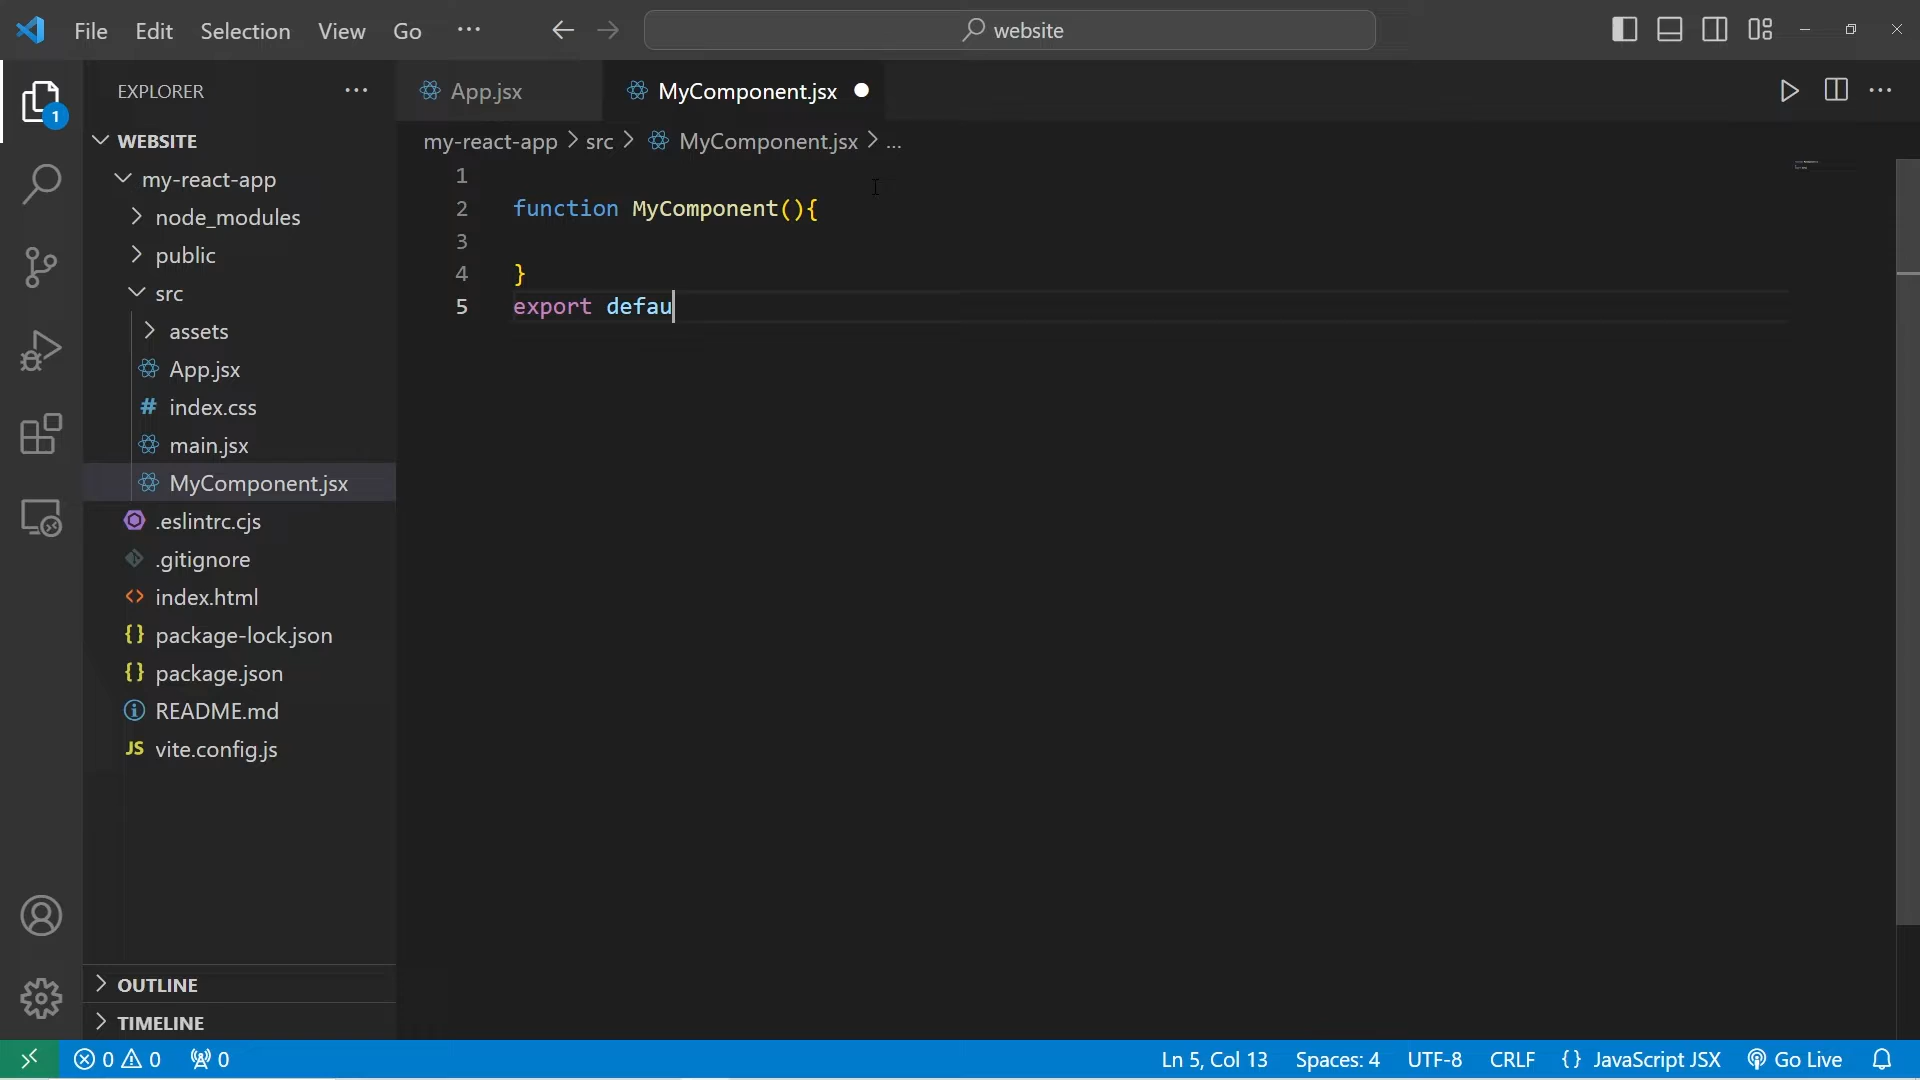 File Edit Selection View Go ··· website
EXPLORER ···
App.jsx MyComponent.jsx
WEBSITE
my-react-app > src > MyComponent.jsx > ...
my-react-app
node_modules
public
src
assets
App.jsx
index.css
main.jsx
MyComponent.jsx
.eslintrc.cjs
.gitignore
index.html
package-lock.json
package.json
README.md
JS vite.config.js
OUTLINE
TIMELINE
1
2 function MyComponent(){
3
4 }
5 export defau
1
0 0 0 Ln 5, Col 13 Spaces: 4 UTF-8 CRLF {} JavaScript JSX Go Live